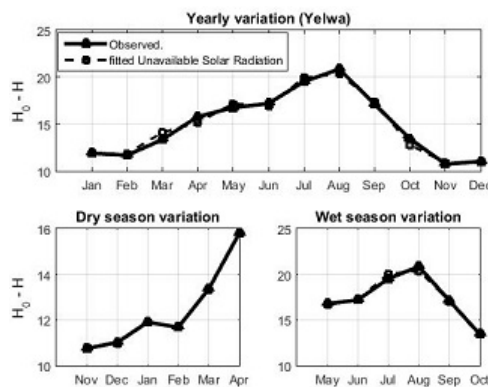 Yearly variation (Yelwa)
25
20
15
10
H0 - H
Observed.
fitted Unavailable Solar Radiation
Jan Feb Mar Apr May Jun Jul Aug Sep Oct Nov Dec
Dry season variation
16
14
12
10
H0 - H
Nov Dec Jan Feb Mar Apr
Wet season variation
25
20
15
10
May Jun Jul Aug Sep Oct